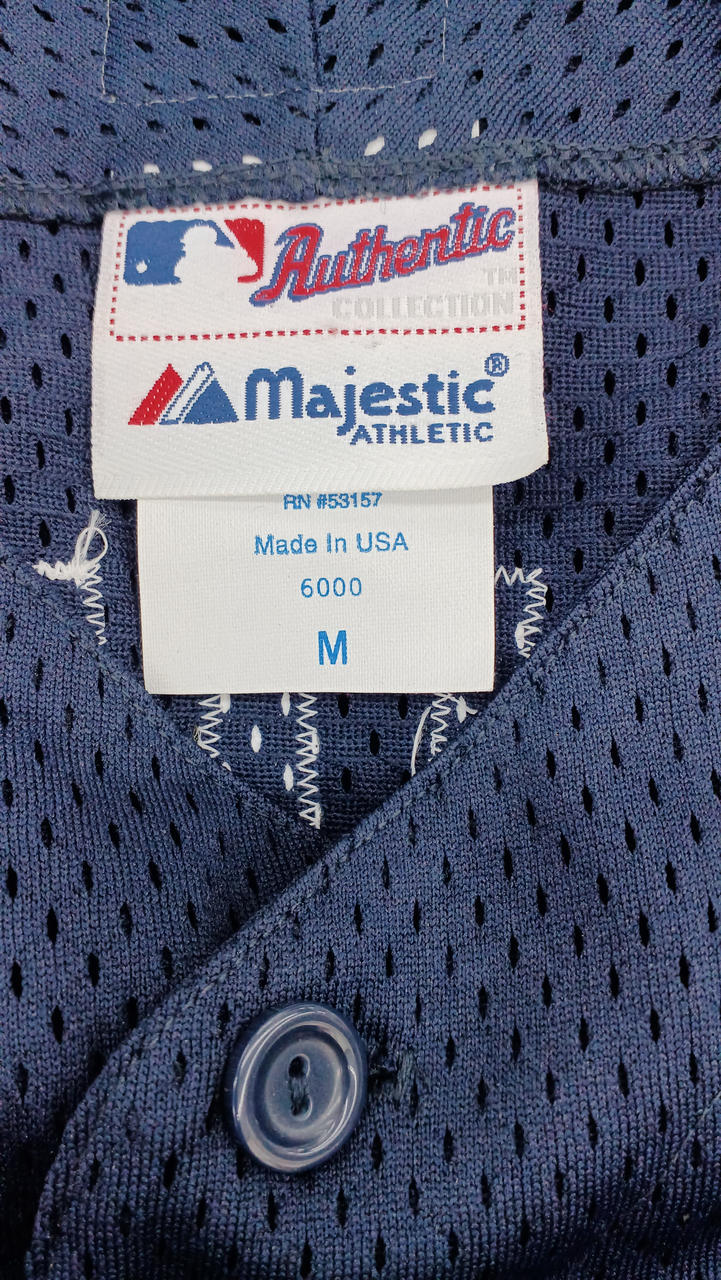 Authentic
TM
COLLECTION
Majestic®
ATHLETIC
RN #53157
Made In USA
6000
M